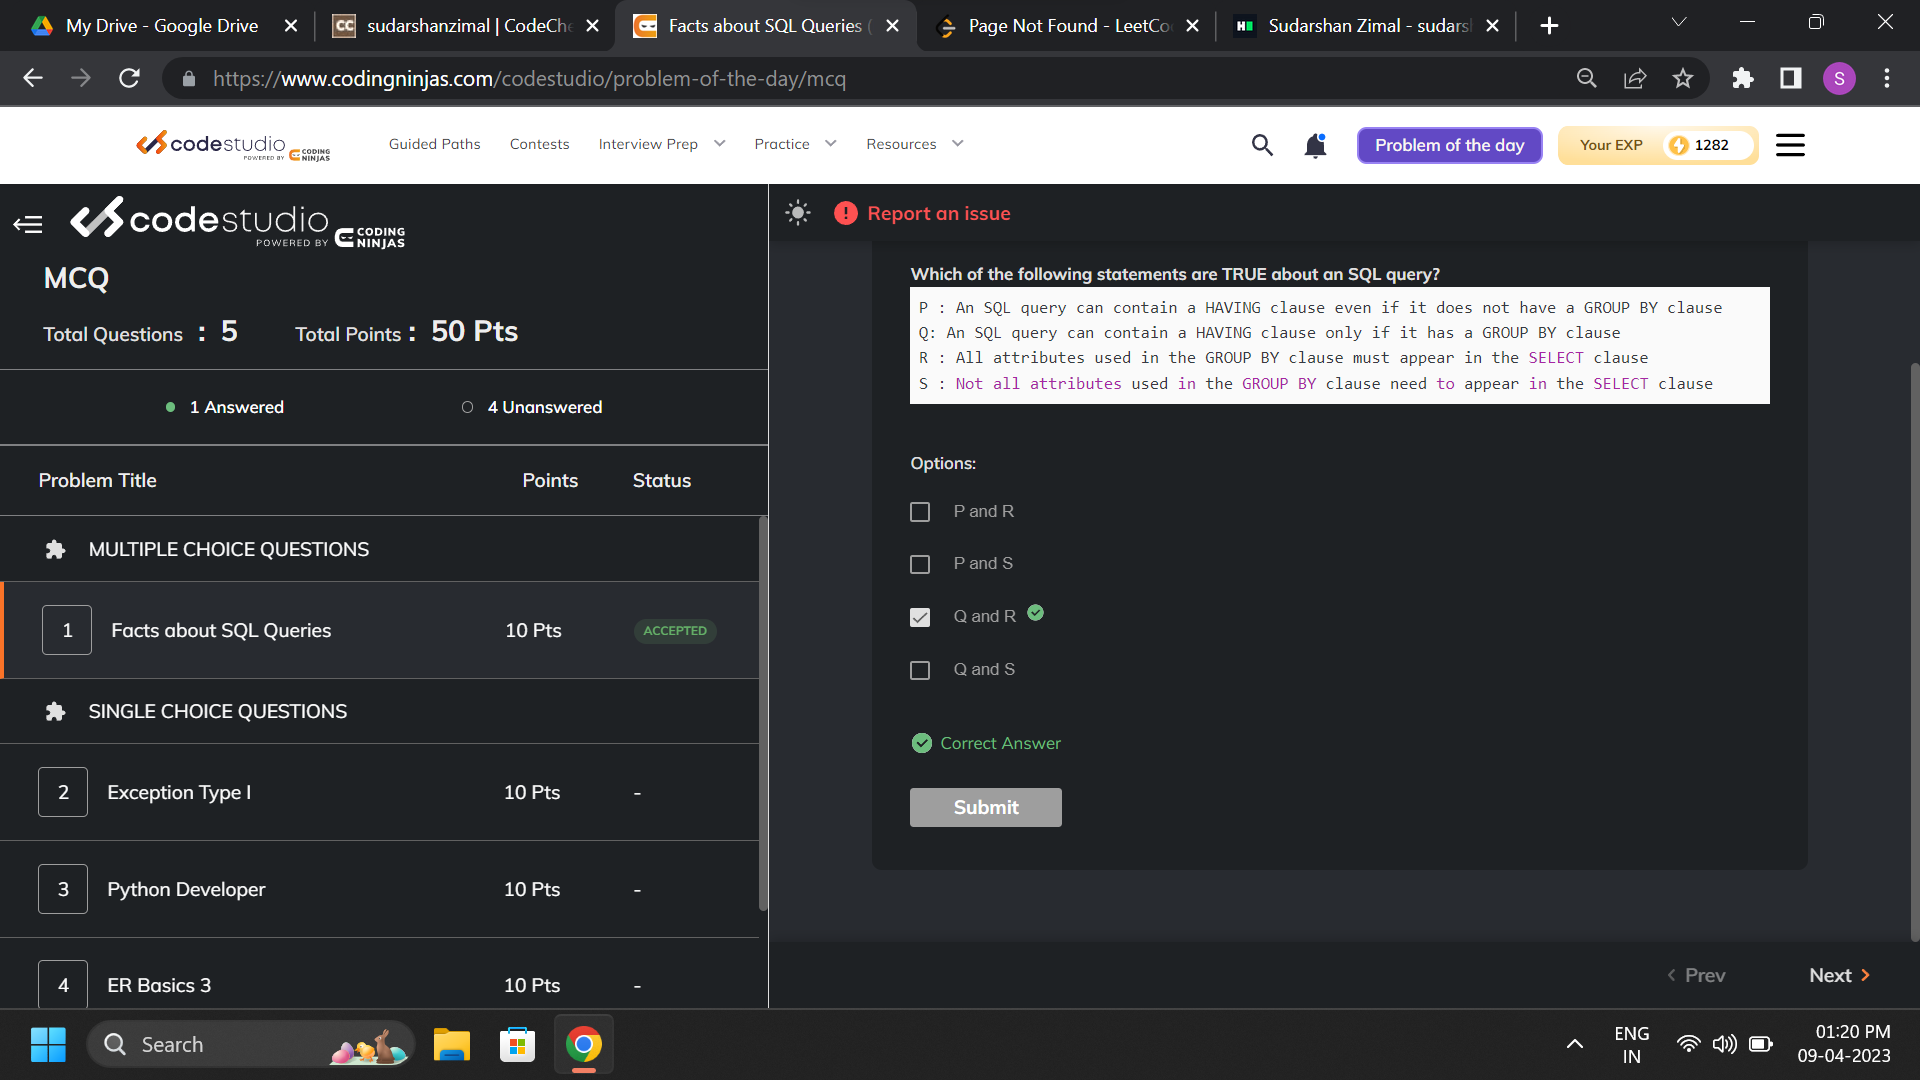 My Drive - Google Drive
sudarshanzimal | CodeChe
Facts about SQL Queries (
Page Not Found - LeetCo
Sudarshan Zimal - sudars
https://www.codingninjas.com/codestudio/problem-of-the-day/mcq
S
codestudio
POWERED BY CODING NINJAS
Guided Paths
Contests
Interview Prep
Practice
Resources
Problem of the day
Your EXP
1282
codestudio
POWERED BY CODING NINJAS
Report an issue
MCQ
Total Questions : 5
Total Points : 50 Pts
1 Answered
4 Unanswered
Problem Title
Points
Status
MULTIPLE CHOICE QUESTIONS
1
Facts about SQL Queries
10 Pts
ACCEPTED
SINGLE CHOICE QUESTIONS
2
Exception Type I
10 Pts
-
3
Python Developer
10 Pts
-
4
ER Basics 3
10 Pts
-
Which of the following statements are TRUE about an SQL query?
P : An SQL query can contain a HAVING clause even if it does not have a GROUP BY clause
Q: An SQL query can contain a HAVING clause only if it has a GROUP BY clause
R : All attributes used in the GROUP BY clause must appear in the SELECT clause
S : Not all attributes used in the GROUP BY clause need to appear in the SELECT clause
Options:
P and R
P and S
Q and R
Q and S
Correct Answer
Submit
Prev
Next
Search
ENG
IN
01:20 PM
09-04-2023